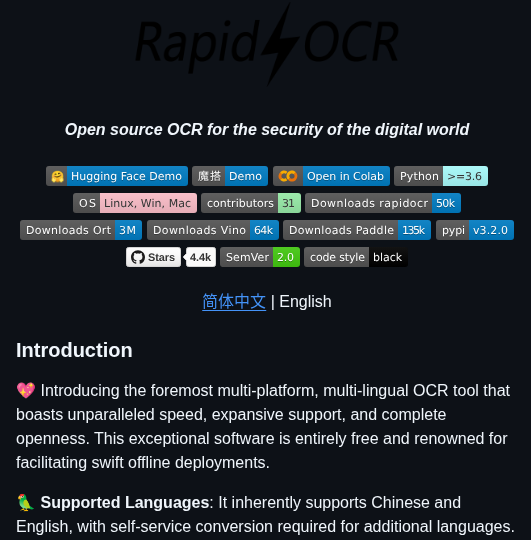 Rapid OCR
Open source OCR for the security of the digital world
🤗 Hugging Face Demo 魔搭 Demo Open in Colab Python >=3.6
OS Linux, Win, Mac contributors 31 Downloads rapidocr 50k
Downloads Ort 3M Downloads Vino 64k Downloads Paddle 135k pypi v3.2.0
Stars 4.4k SemVer 2.0 code style black
简体中文 | English
Introduction
💖 Introducing the foremost multi-platform, multi-lingual OCR tool that
boasts unparalleled speed, expansive support, and complete
openness. This exceptional software is entirely free and renowned for
facilitating swift offline deployments.
🦜 Supported Languages: It inherently supports Chinese and
English, with self-service conversion required for additional languages.